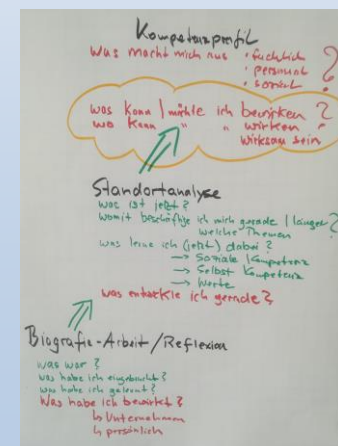 Kompetenzprofil
was macht mich aus • fachlich ?
• personal
• sozial
was kann | möchte ich bewirken ?
wo kann " " wirken
wirksam sein
Standortanalyse
was ist jetzt ?
womit beschäftige ich mich gerade | länger ?
welche Themen
was lerne ich (jetzt) dabei ?
→ Soziale Kompetenz
→ Selbst Kompetenz
→ Werte
was entwickle ich gerade ?
Biografie-Arbeit / Reflexion
was war ?
was habe ich eingebracht ?
was habe ich gelernt ?
Was habe ich bewirkt ?
↳ Unternehmen
↳ persönlich